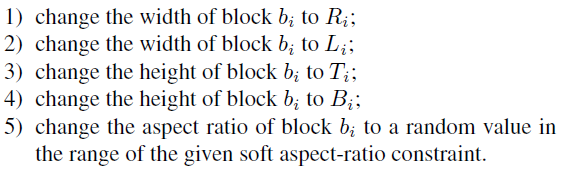 1) change the width of block b_i to R_i;
2) change the width of block b_i to L_i;
3) change the height of block b_i to T_i;
4) change the height of block b_i to B_i;
5) change the aspect ratio of block b_i to a random value in
the range of the given soft aspect-ratio constraint.